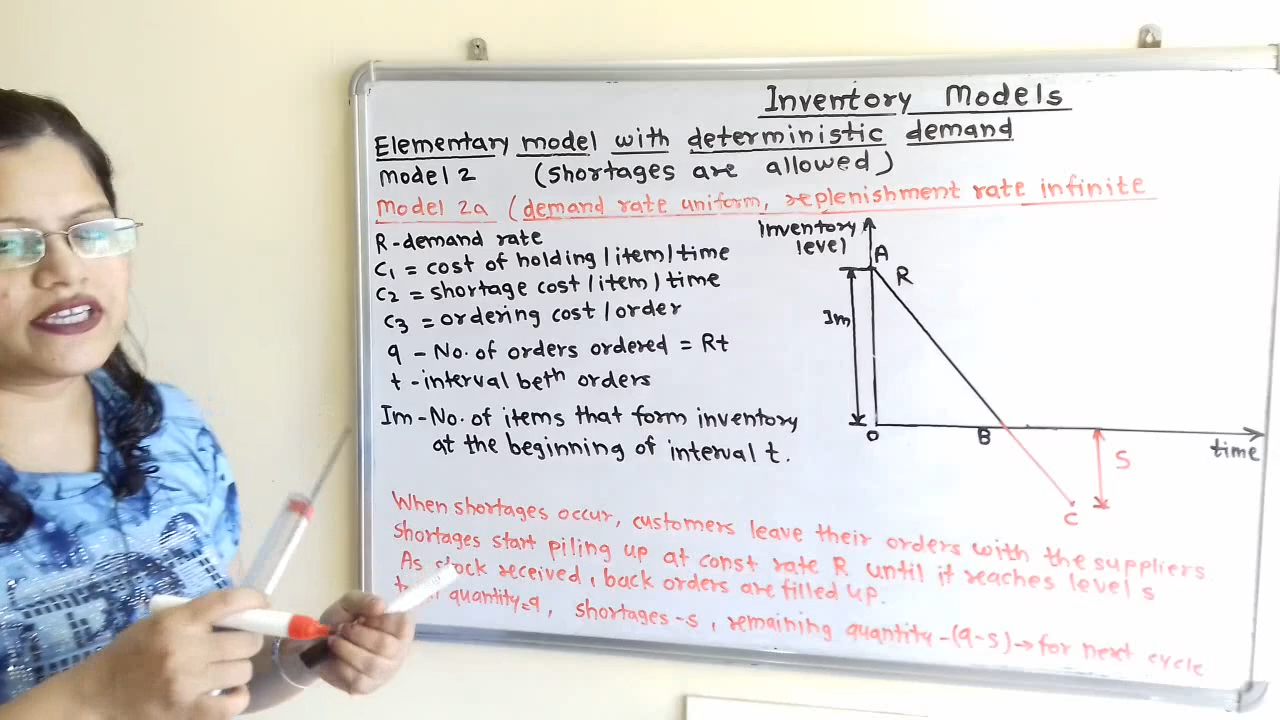 Inventory Models
Elementary model with deterministic demand
Model 2 (shortages are allowed)
Model 2a (demand rate uniform, replenishment rate infinite
R - demand rate
C1 = cost of holding / item / time
C2 = shortage cost / item / time
C3 = ordering cost / order
q - No. of orders ordered = Rt
t - interval betn orders
Im - No. of items that form inventory
at the beginning of interval t.
Inventory
level
A
R
Im
O
B
time
S
C
When shortages occur, customers leave their orders with the suppliers
Shortages start piling up at const rate R until it reaches level s
As stock received, back orders are filled up.
quantity = q, shortages - s, remaining quantity - (q - s) → for next cycle